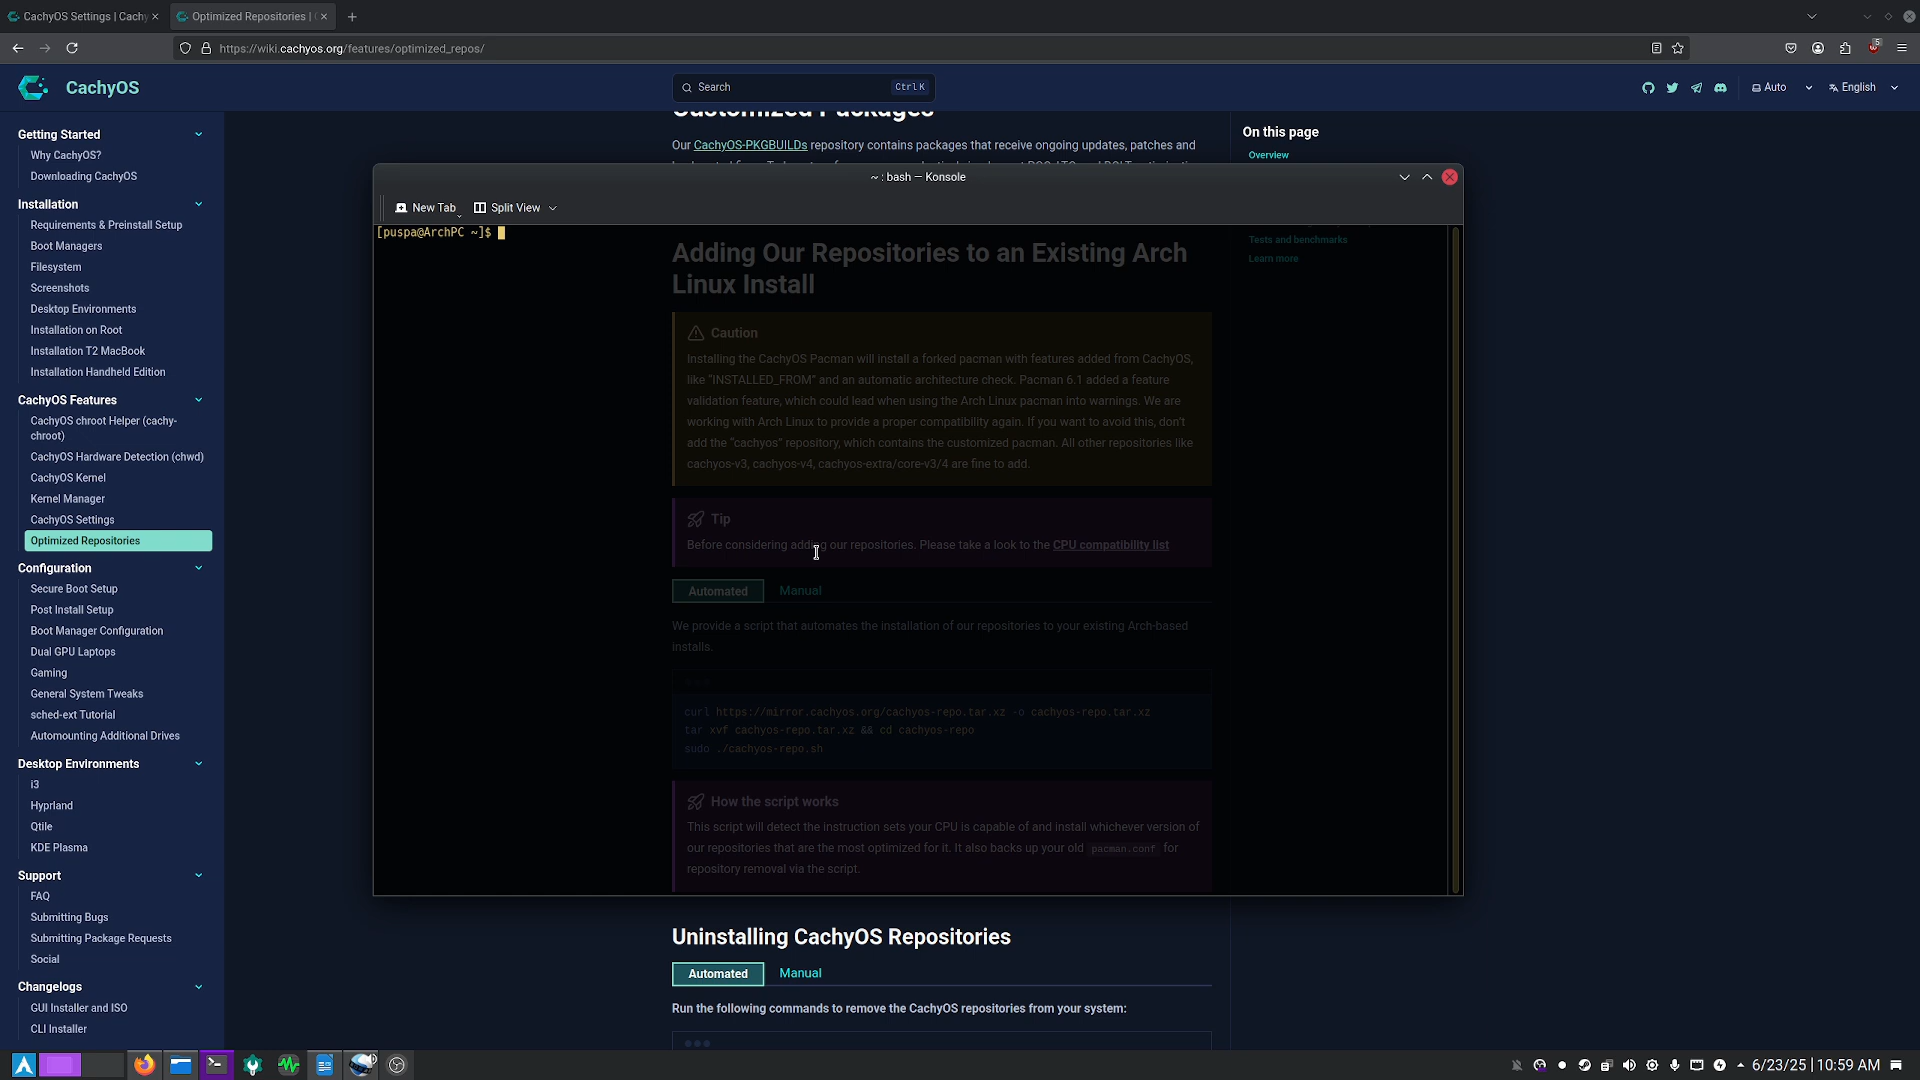 CachyOS Settings | Cachy
Optimized Repositories |
https://wiki.cachyos.org/features/optimized_repos/
5
CachyOS
Search
Ctrl K
Auto
English
Getting Started
Why CachyOS?
Downloading CachyOS
Installation
Requirements & Preinstall Setup
Boot Managers
Filesystem
Screenshots
Desktop Environments
Installation on Root
Installation T2 MacBook
Installation Handheld Edition
CachyOS Features
CachyOS chroot Helper (cachy-
chroot)
CachyOS Hardware Detection (chwd)
CachyOS Kernel
Kernel Manager
CachyOS Settings
Optimized Repositories
Configuration
Secure Boot Setup
Post Install Setup
Boot Manager Configuration
Dual GPU Laptops
Gaming
General System Tweaks
sched-ext Tutorial
Automounting Additional Drives
Desktop Environments
i3
Hyprland
Qtile
KDE Plasma
Support
FAQ
Submitting Bugs
Submitting Package Requests
Social
Changelogs
GUI Installer and ISO
CLI Installer
Customized Packages
Our CachyOS-PKGBUILDs repository contains packages that receive ongoing updates, patches and
On this page
Overview
Tests and benchmarks
Learn more
~ : bash — Konsole
New Tab
Split View
[puspa@ArchPC ~]$
Adding Our Repositories to an Existing Arch
Linux Install
Caution
Installing the CachyOS Pacman will install a forked pacman with features added from CachyOS,
like “INSTALLED_FROM” and an automatic architecture check. Pacman 6.1 added a feature
validation feature, which could lead when using the Arch Linux pacman into warnings. We are
working with Arch Linux to provide a proper compatibility again. If you want to avoid this, don’t
add the “cachyos” repository, which contains the customized pacman. All other repositories like
cachyos-v3, cachyos-v4, cachyos-extra/core-v3/4 are fine to add.
Tip
Before considering adding our repositories. Please take a look to the CPU compatibility list
Automated
Manual
We provide a script that automates the installation of our repositories to your existing Arch-based
installs.
curl https://mirror.cachyos.org/cachyos-repo.tar.xz -o cachyos-repo.tar.xz
tar xvf cachyos-repo.tar.xz && cd cachyos-repo
sudo ./cachyos-repo.sh
How the script works
This script will detect the instruction sets your CPU is capable of and install whichever version of
our repositories that are the most optimized for it. It also backs up your old pacman.conf for
repository removal via the script.
Uninstalling CachyOS Repositories
Automated
Manual
Run the following commands to remove the CachyOS repositories from your system:
6/23/25 | 10:59 AM